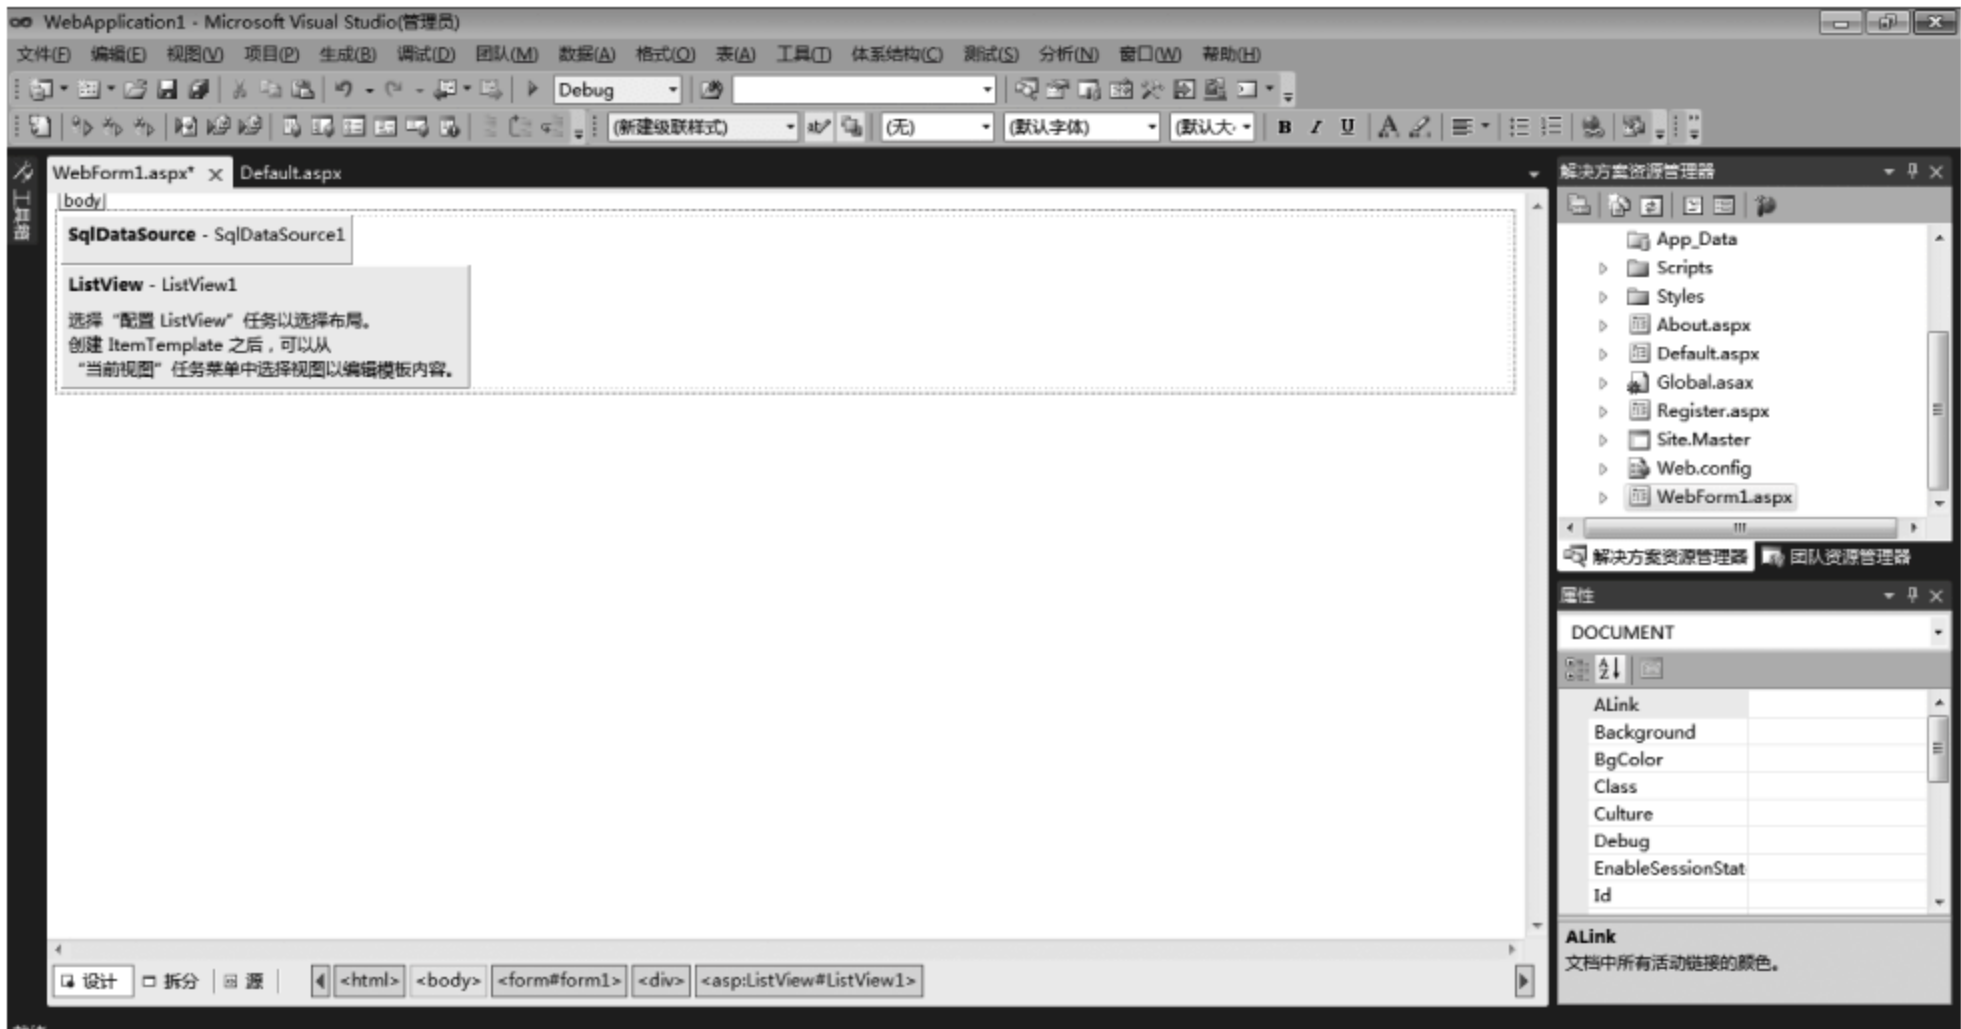 WebApplication1 - Microsoft Visual Studio(管理员)
文件(F) 编辑(E) 视图(V) 项目(P) 生成(B) 调试(D) 团队(M) 数据(A) 格式(O) 表(A) 工具(T) 体系结构(C) 测试(S) 分析(N) 窗口(W) 帮助(H)
Debug
(新建级联样式) (无) (默认字体) (默认大 B I U
工具箱
WebForm1.aspx* Default.aspx
body
SqlDataSource - SqlDataSource1
ListView - ListView1
选择“配置 ListView”任务以选择布局。
创建 ItemTemplate 之后，可以从
“当前视图”任务菜单中选择视图以编辑模板内容。
设计 拆分 源 <html> <body> <form#form1> <div> <asp:ListView#ListView1>
解决方案资源管理器
App_Data
Scripts
Styles
About.aspx
Default.aspx
Global.asax
Register.aspx
Site.Master
Web.config
WebForm1.aspx
解决方案资源管理器 团队资源管理器
属性
DOCUMENT
ALink
Background
BgColor
Class
Culture
Debug
EnableSessionStat
Id
ALink
文档中所有活动链接的颜色。